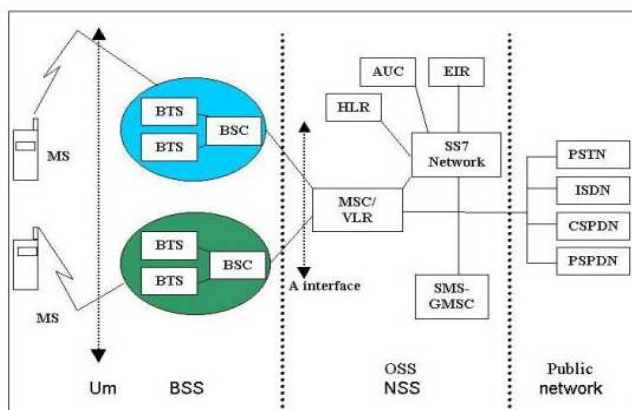 AUC
EIR
HLR
BTS
BTS
BSC
SS7
Network
MS
PSTN
ISDN
CSPDN
PSPDN
MSC/
VLR
BTS
BTS
BSC
A interface
SMS-
GMSC
MS
Um
BSS
OSS
NSS
Public
network